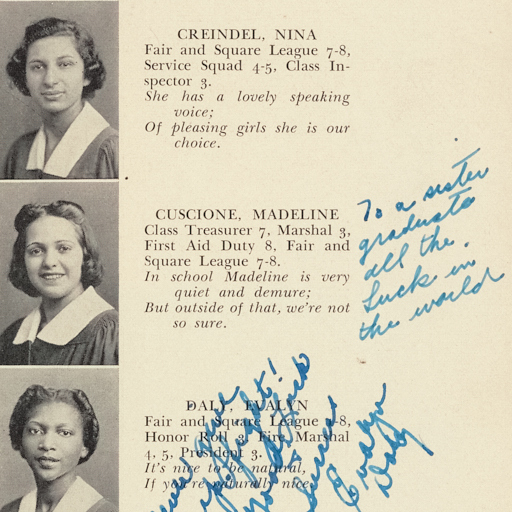 CREINDEL, NINA
Fair and Square League 7-8,
Service Squad 4-5, Class In-
spector 3.
She has a lovely speaking
voice;
Of pleasing girls she is our
choice.
CUSCIONE, MADELINE
Class Treasurer 7, Marshal 3,
First Aid Duty 8, Fair and
Square League 7-8.
In school Madeline is very
quiet and demure;
But outside of that, we're not
so sure.
To a sister
graduate
all the
luck in
the world
DALY, EVALYN
Fair and Square League 7-8,
Honor Roll 3, Fire Marshal
4, 5, President 3.
It's nice to be natural,
If you're naturally nice.
Evalyn
Daly